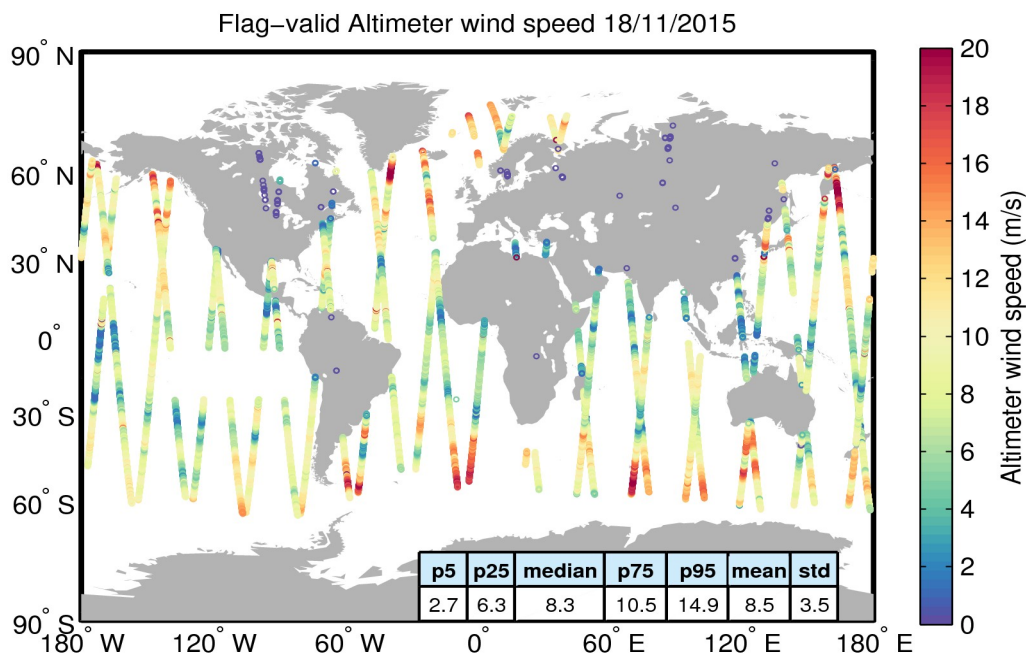 Flag−valid Altimeter wind speed 18/11/2015
90° N
60° N
30° N
0°
30° S
60° S
90° S
180° W
120° W
60° W
0°
60° E
120° E
180° E
20
18
16
14
12
10
8
6
4
2
0
Altimeter wind speed (m/s)
p5 p25 median p75 p95 mean std
2.7 6.3 8.3 10.5 14.9 8.5 3.5